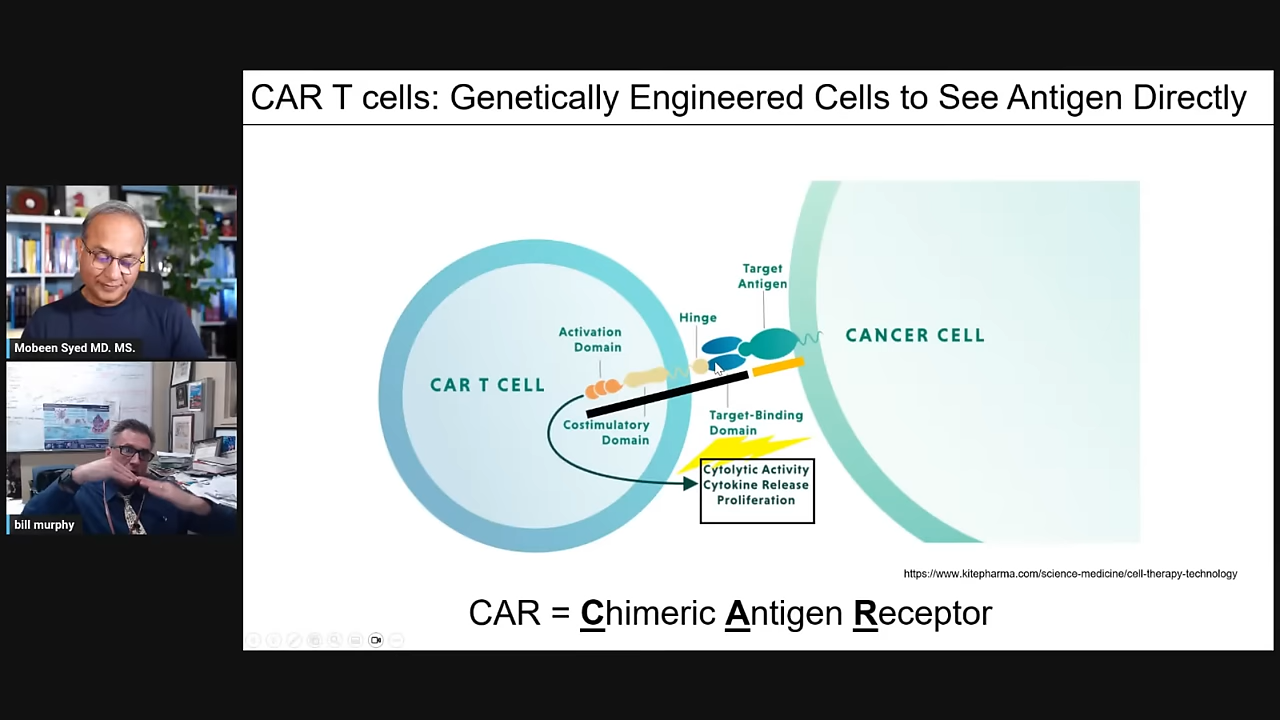 CAR T cells: Genetically Engineered Cells to See Antigen Directly
Target
Antigen
Hinge
Activation
Domain
CANCER CELL
CAR T CELL
Target-Binding
Domain
Costimulatory
Domain
Cytolytic Activity
Cytokine Release
Proliferation
https://www.kitepharma.com/science-medicine/cell-therapy-technology
CAR = Chimeric Antigen Receptor
Mobeen Syed MD. MS.
bill murphy